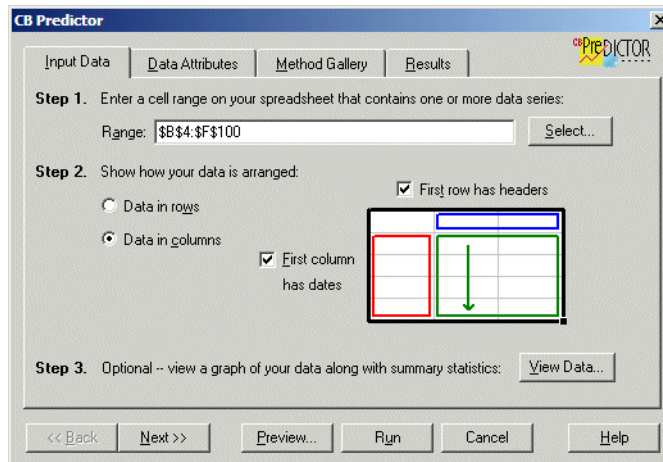 CB Predictor
Input Data
Data Attributes
Method Gallery
Results
CB PreDICTOR
Step 1. Enter a cell range on your spreadsheet that contains one or more data series:
Range: $B$4:$F$100
Select...
Step 2. Show how your data is arranged:
First row has headers
Data in rows
Data in columns
First column
has dates
Step 3. Optional -- view a graph of your data along with summary statistics:
View Data...
<< Back
Next >>
Preview...
Run
Cancel
Help